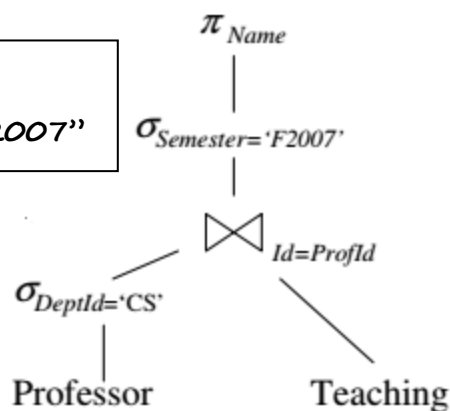 π Name
2007”
σ Semester=‘F2007’
Id=ProfId
σ DeptId=‘CS’
Professor Teaching